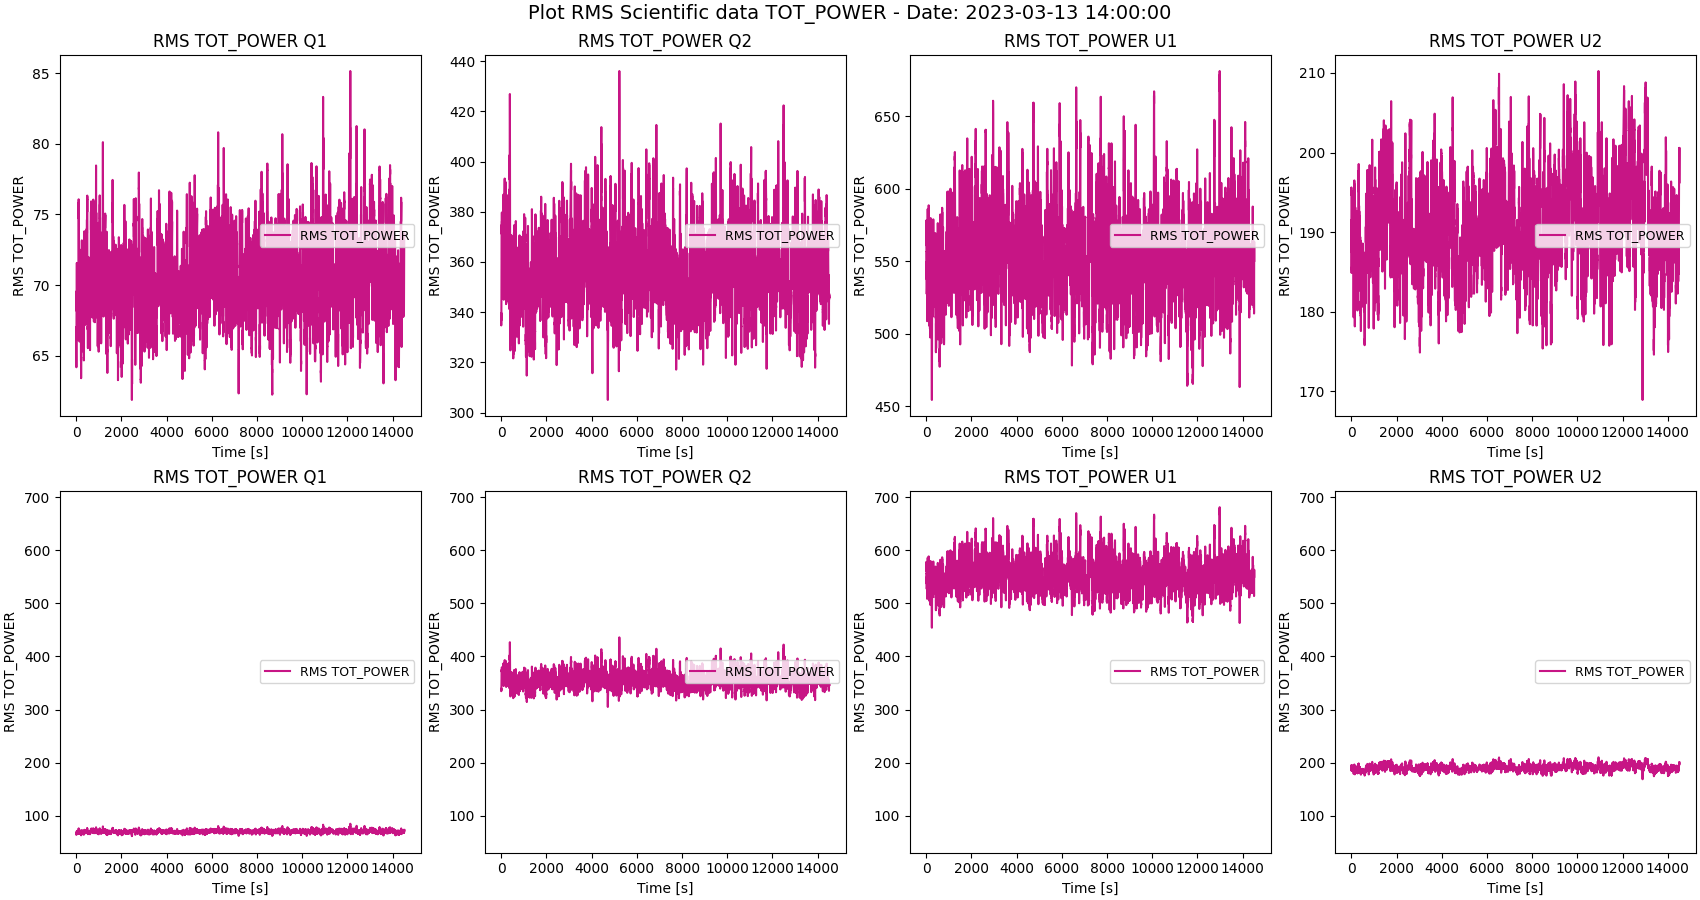 Plot RMS Scientific data TOT_POWER - Date: 2023-03-13 14:00:00
RMS TOT_POWER Q1
RMS TOT_POWER
85
80
75
70
65
RMS TOT_POWER
0 2000 4000 6000 8000 10000 12000 14000
Time [s]
RMS TOT_POWER Q2
RMS TOT_POWER
440
420
400
380
360
340
320
300
RMS TOT_POWER
0 2000 4000 6000 8000 10000 12000 14000
Time [s]
RMS TOT_POWER U1
RMS TOT_POWER
650
600
550
500
450
RMS TOT_POWER
0 2000 4000 6000 8000 10000 12000 14000
Time [s]
RMS TOT_POWER U2
RMS TOT_POWER
210
200
190
180
170
RMS TOT_POWER
0 2000 4000 6000 8000 10000 12000 14000
Time [s]
RMS TOT_POWER Q1
RMS TOT_POWER
700
600
500
400
300
200
100
RMS TOT_POWER
0 2000 4000 6000 8000 10000 12000 14000
Time [s]
RMS TOT_POWER Q2
RMS TOT_POWER
700
600
500
400
300
200
100
RMS TOT_POWER
0 2000 4000 6000 8000 10000 12000 14000
Time [s]
RMS TOT_POWER U1
RMS TOT_POWER
700
600
500
400
300
200
100
RMS TOT_POWER
0 2000 4000 6000 8000 10000 12000 14000
Time [s]
RMS TOT_POWER U2
RMS TOT_POWER
700
600
500
400
300
200
100
RMS TOT_POWER
0 2000 4000 6000 8000 10000 12000 14000
Time [s]